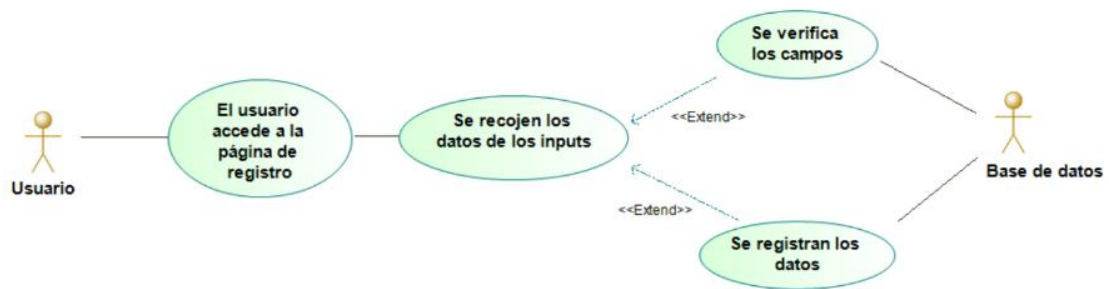 Se verifica
los campos
El usuario
accede a la
página de
registro
Se recojen los
datos de los inputs
<<Extend>>
Usuario
Base de datos
<<Extend>>
Se registran los
datos